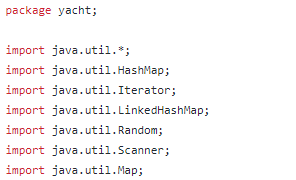 package yacht;
import java.util.*;
import java.util.HashMap;
import java.util.Iterator;
import java.util.LinkedHashMap;
import java.util.Random;
import java.util.Scanner;
import java.util.Map;